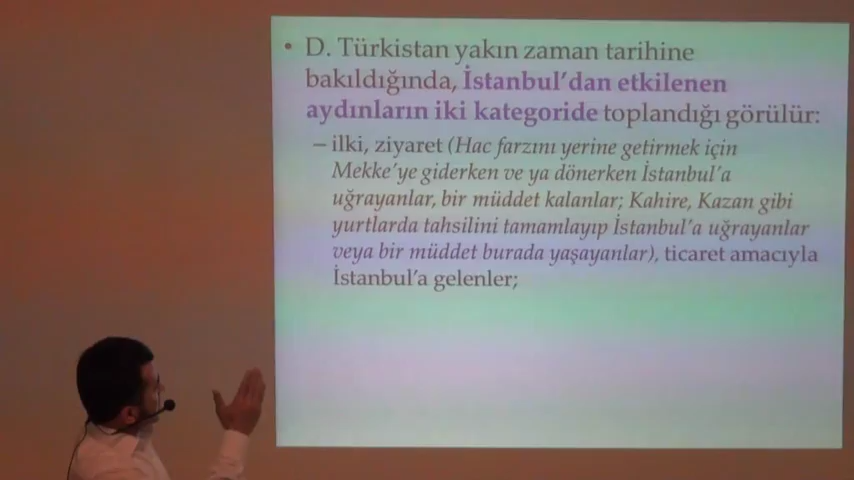 • D. Türkistan yakın zaman tarihine
bakıldığında, İstanbul'dan etkilenen
aydınların iki kategoride toplandığı görülür:
– ilki, ziyaret (Hac farzını yerine getirmek için
Mekke'ye giderken ve ya dönerken İstanbul'a
uğrayanlar, bir müddet kalanlar; Kahire, Kazan gibi
yurtlarda tahsilini tamamlayıp İstanbul'a uğrayanlar
veya bir müddet burada yaşayanlar), ticaret amacıyla
İstanbul'a gelenler;